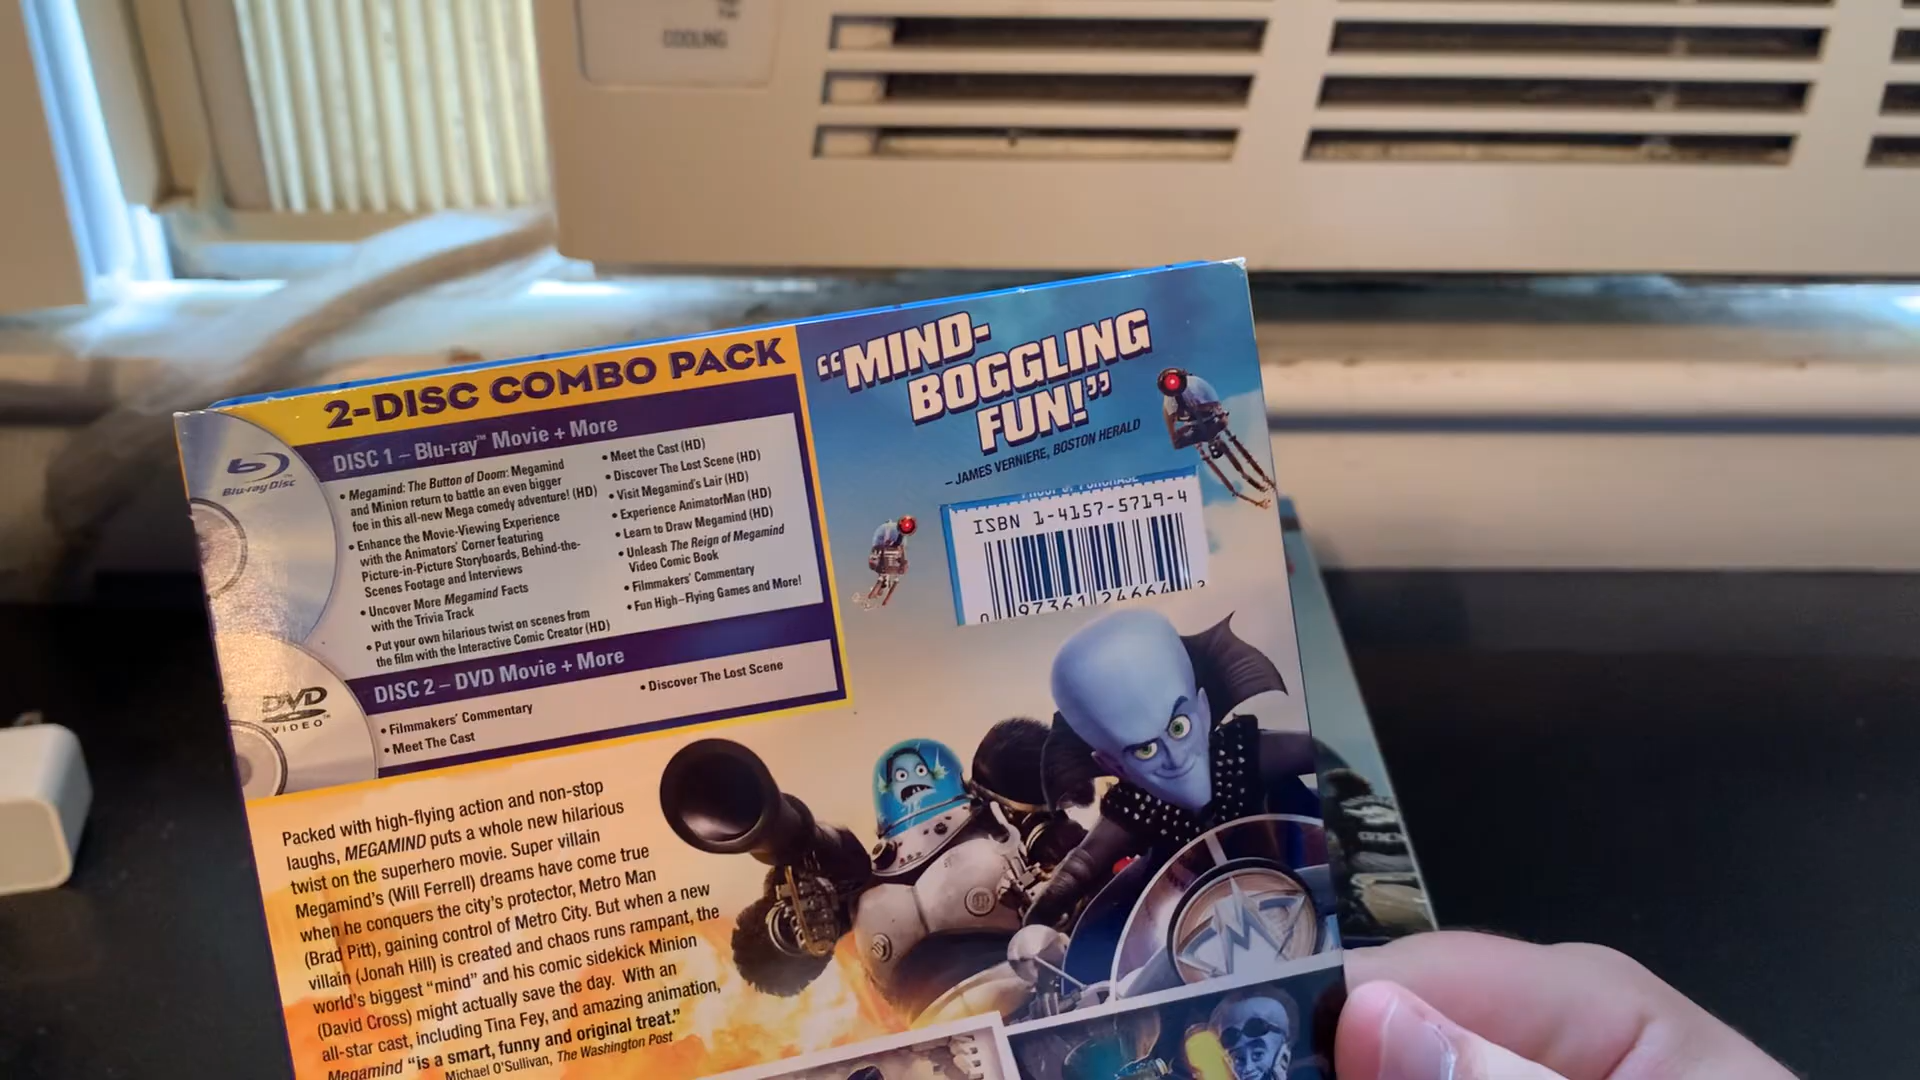 COOLING
2-DISC COMBO PACK
DISC 1 – Blu-ray™ Movie + More
Blu-ray Disc
• Megamind: The Button of Doom: Megamind
and Minion return to battle an even bigger
foe in this all-new Mega comedy adventure! (HD)
• Enhance the Movie-Viewing Experience
with the Animators' Corner featuring
Picture-in-Picture Storyboards, Behind-the-
Scenes Footage and Interviews
• Uncover More Megamind Facts
with the Trivia Track
• Put your own hilarious twist on scenes from
the film with the Interactive Comic Creator (HD)
• Meet the Cast (HD)
• Discover The Lost Scene (HD)
• Visit Megamind's Lair (HD)
• Experience AnimatorMan (HD)
• Learn to Draw Megamind (HD)
• Unleash The Reign of Megamind
Video Comic Book
• Filmmakers' Commentary
• Fun High-Flying Games and More!
DISC 2 – DVD Movie + More
DVD
VIDEO™
• Filmmakers' Commentary
• Meet The Cast
• Discover The Lost Scene
"MIND-
BOGGLING
FUN!"
– JAMES VERNIERE, BOSTON HERALD
PROOF OF PURCHASE
ISBN 1-4157-5719-4
0 97361 24664 2
Packed with high-flying action and non-stop
laughs, MEGAMIND puts a whole new hilarious
twist on the superhero movie. Super villain
Megamind's (Will Ferrell) dreams have come true
when he conquers the city's protector, Metro Man
(Brad Pitt), gaining control of Metro City. But when a new
villain (Jonah Hill) is created and chaos runs rampant, the
world's biggest "mind" and his comic sidekick Minion
(David Cross) might actually save the day. With an
all-star cast, including Tina Fey, and amazing animation,
Megamind "is a smart, funny and original treat."
Michael O'Sullivan, The Washington Post